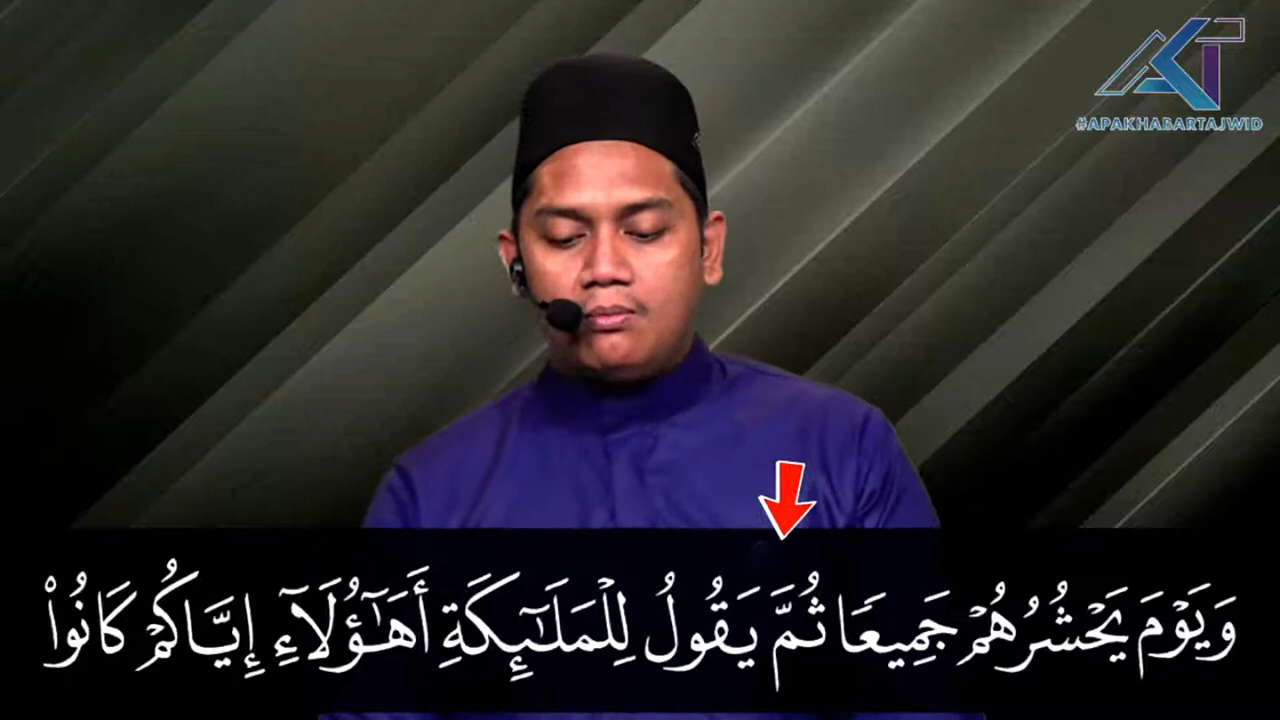 #APAKHABARTAJWID
وَيَوْمَ يَحْشُرُهُمْ جَمِيعًا ثُمَّ يَقُولُ لِلْمَلَـٰٓئِكَةِ أَهَـٰٓؤُلَآءِ إِيَّاكُمْ كَانُوا۟